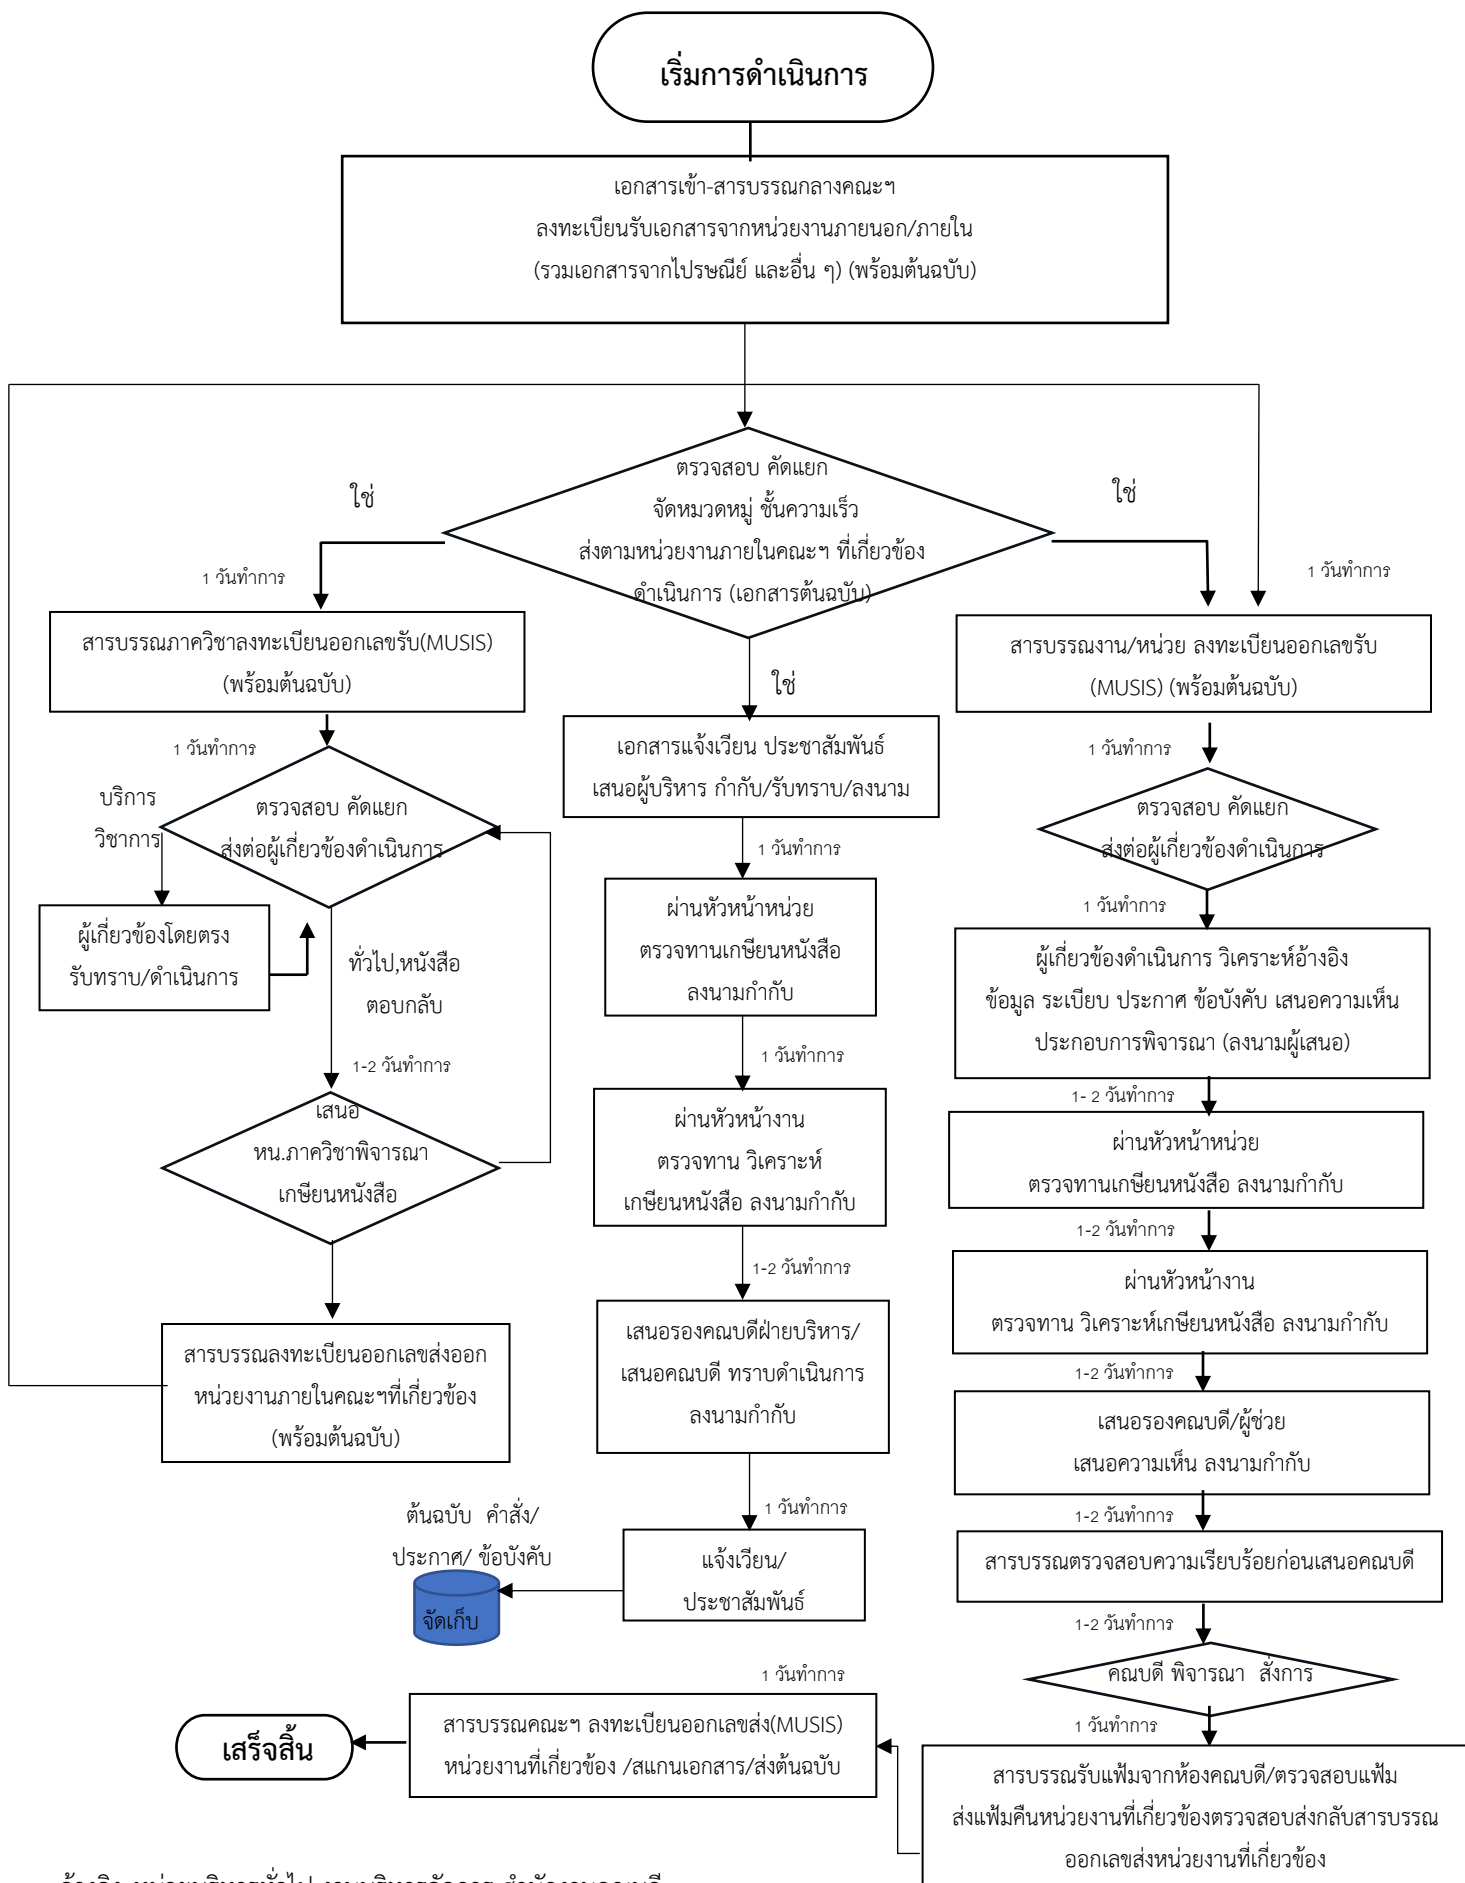 เริ่มการดำเนินการ
เอกสารเข้า-สารบรรณกลางคณะฯ
ลงทะเบียนรับเอกสารจากหน่วยงานภายนอก/ภายใน
(รวมเอกสารจากไปรษณีย์ และอื่น ๆ) (พร้อมต้นฉบับ)
ตรวจสอบ คัดแยก
จัดหมวดหมู่ ชั้นความเร็ว
ส่งตามหน่วยงานภายในคณะฯ ที่เกี่ยวข้อง
ดำเนินการ (เอกสารต้นฉบับ)
ใช่
ใช่
ใช่
1 วันทำการ
สารบรรณภาควิชาลงทะเบียนออกเลขรับ(MUSIS)
(พร้อมต้นฉบับ)
1 วันทำการ
ตรวจสอบ คัดแยก
ส่งต่อผู้เกี่ยวข้องดำเนินการ
บริการ
วิชาการ
ผู้เกี่ยวข้องโดยตรง
รับทราบ/ดำเนินการ
ทั่วไป,หนังสือ
ตอบกลับ
1-2 วันทำการ
เสนอ
หน.ภาควิชาพิจารณา
เกษียนหนังสือ
สารบรรณลงทะเบียนออกเลขส่งออก
หน่วยงานภายในคณะฯที่เกี่ยวข้อง
(พร้อมต้นฉบับ)
เอกสารแจ้งเวียน ประชาสัมพันธ์
เสนอผู้บริหาร กำกับ/รับทราบ/ลงนาม
1 วันทำการ
ผ่านหัวหน้าหน่วย
ตรวจทานเกษียนหนังสือ
ลงนามกำกับ
1 วันทำการ
ผ่านหัวหน้างาน
ตรวจทาน วิเคราะห์
เกษียนหนังสือ ลงนามกำกับ
1-2 วันทำการ
เสนอรองคณบดีฝ่ายบริหาร/
เสนอคณบดี ทราบดำเนินการ
ลงนามกำกับ
1 วันทำการ
แจ้งเวียน/
ประชาสัมพันธ์
ต้นฉบับ คำสั่ง/
ประกาศ/ ข้อบังคับ
จัดเก็บ
1 วันทำการ
สารบรรณงาน/หน่วย ลงทะเบียนออกเลขรับ
(MUSIS) (พร้อมต้นฉบับ)
1 วันทำการ
ตรวจสอบ คัดแยก
ส่งต่อผู้เกี่ยวข้องดำเนินการ
1 วันทำการ
ผู้เกี่ยวข้องดำเนินการ วิเคราะห์อ้างอิง
ข้อมูล ระเบียบ ประกาศ ข้อบังคับ เสนอความเห็น
ประกอบการพิจารณา (ลงนามผู้เสนอ)
1- 2 วันทำการ
ผ่านหัวหน้าหน่วย
ตรวจทานเกษียนหนังสือ ลงนามกำกับ
1-2 วันทำการ
ผ่านหัวหน้างาน
ตรวจทาน วิเคราะห์เกษียนหนังสือ ลงนามกำกับ
1-2 วันทำการ
เสนอรองคณบดี/ผู้ช่วย
เสนอความเห็น ลงนามกำกับ
1-2 วันทำการ
สารบรรณตรวจสอบความเรียบร้อยก่อนเสนอคณบดี
1-2 วันทำการ
คณบดี พิจารณา สั่งการ
1 วันทำการ
สารบรรณรับแฟ้มจากห้องคณบดี/ตรวจสอบแฟ้ม
ส่งแฟ้มคืนหน่วยงานที่เกี่ยวข้องตรวจสอบส่งกลับสารบรรณ
ออกเลขส่งหน่วยงานที่เกี่ยวข้อง
1 วันทำการ
สารบรรณคณะฯ ลงทะเบียนออกเลขส่ง(MUSIS)
หน่วยงานที่เกี่ยวข้อง /สแกนเอกสาร/ส่งต้นฉบับ
เสร็จสิ้น